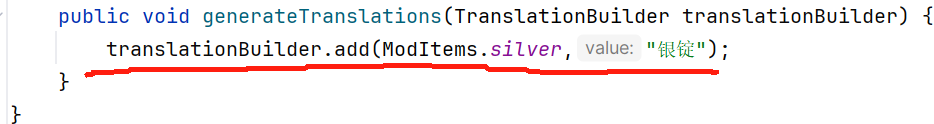 public void generateTranslations(TranslationBuilder translationBuilder) {
translationBuilder.add(ModItems.silver, value: "银锭");
}
}